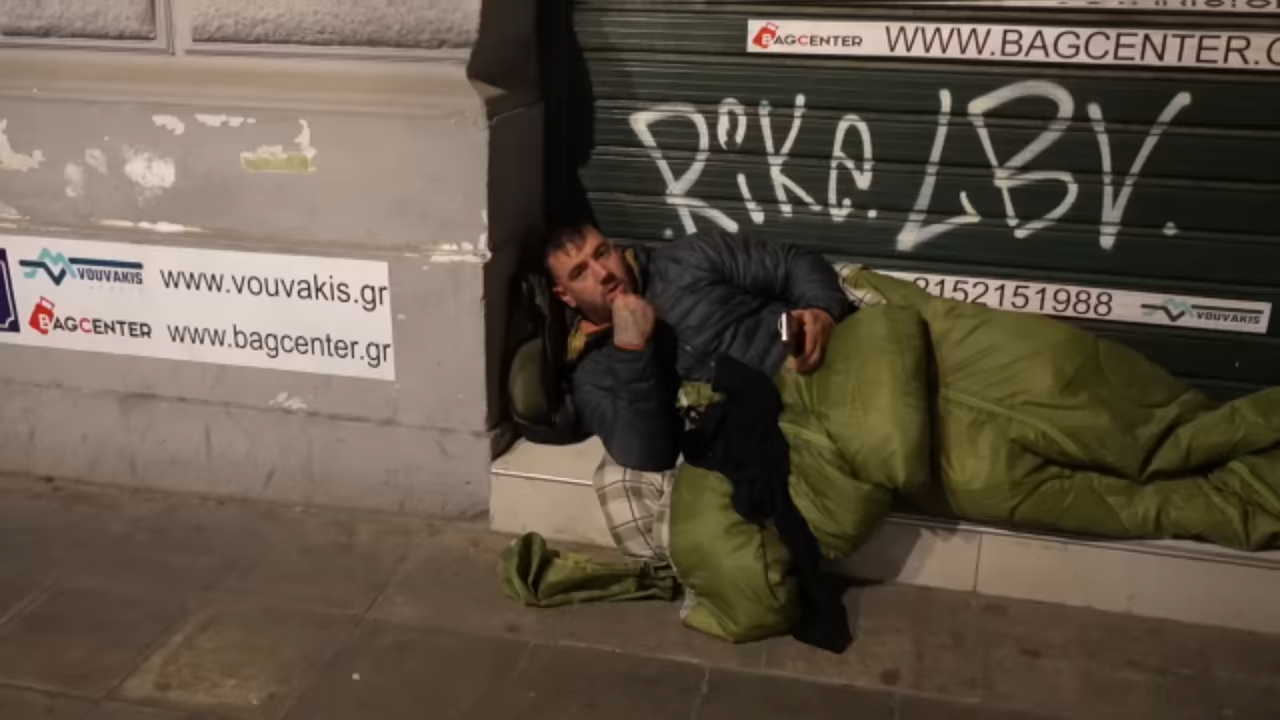 BAGCENTER WWW.BAGCENTER.
RiKe LBV.
VOUVAKIS www.vouvakis.gr
BAGCENTER www.bagcenter.gr
2152151988 VOUVAKIS